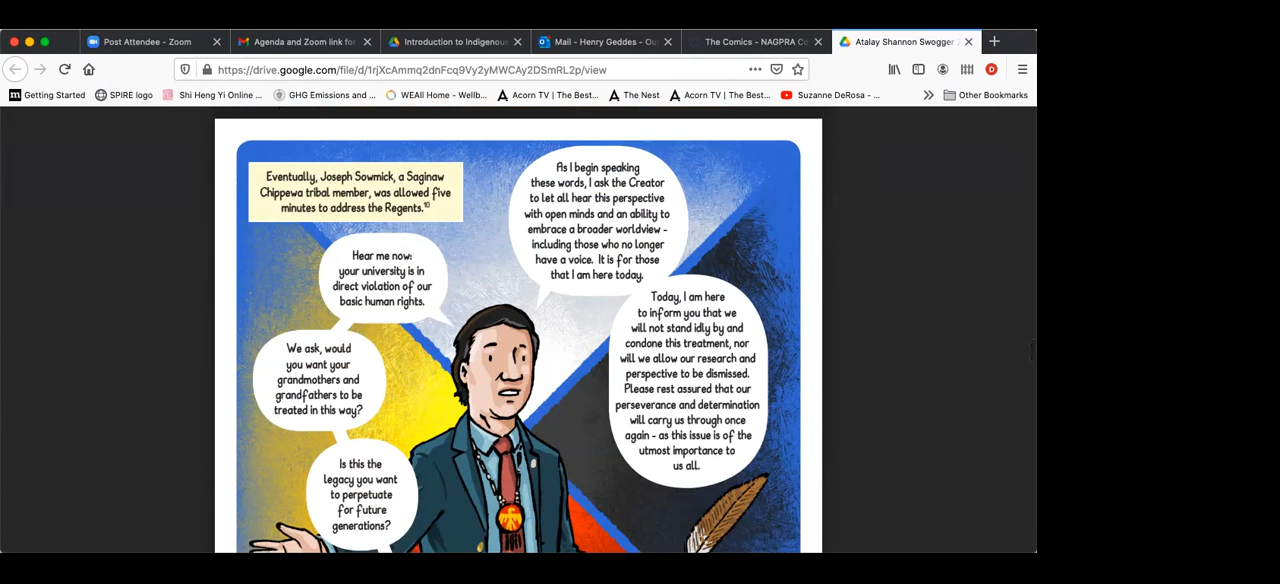 Post Attendee - Zoom
Agenda and Zoom link for
Introduction to Indigenou
Mail - Henry Geddes - Ou
The Comics - NAGPRA Co
Atalay Shannon Swogger
https://drive.google.com/file/d/1rjXcAmmq2dnFcq9Vy2yMWCAy2DSmRL2p/view
D
m Getting Started
SPIRE logo
Shi Heng Yi Online ...
GHG Emissions and ...
WEAll Home - Wellb...
Acorn TV | The Best...
The Nest
Acorn TV | The Best...
Suzanne DeRosa - ...
Other Bookmarks
Eventually, Joseph Sowmick, a Saginaw
Chippewa tribal member, was allowed five
minutes to address the Regents.¹⁰
As I begin speaking
these words, I ask the Creator
to let all hear this perspective
with open minds and an ability to
embrace a broader worldview -
including those who no longer
have a voice. It is for those
that I am here today.
Hear me now:
your university is in
direct violation of our
basic human rights.
Today, I am here
to inform you that we
will not stand idly by and
condone this treatment, nor
will we allow our research and
perspective to be dismissed.
Please rest assured that our
perseverance and determination
will carry us through once
again - as this issue is of the
utmost importance to
us all.
We ask, would
you want your
grandmothers and
grandfathers to be
treated in this way?
Is this the
legacy you want
to perpetuate
for future
generations?